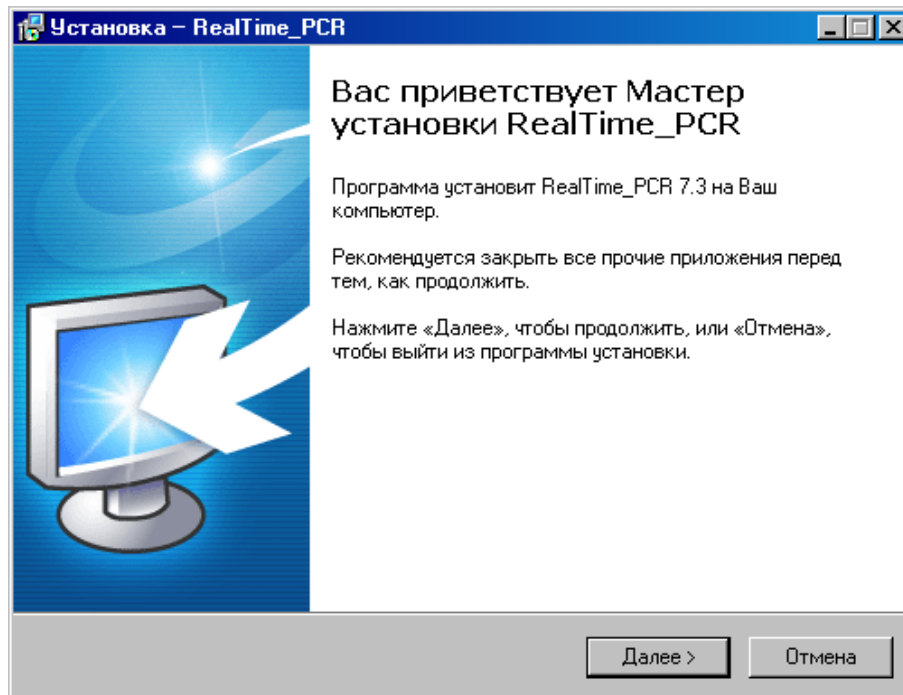 Установка – RealTime_PCR
Вас приветствует Мастер
установки RealTime_PCR
Программа установит RealTime_PCR 7.3 на Ваш
компьютер.
Рекомендуется закрыть все прочие приложения перед
тем, как продолжить.
Нажмите «Далее», чтобы продолжить, или «Отмена»,
чтобы выйти из программы установки.
Далее >
Отмена